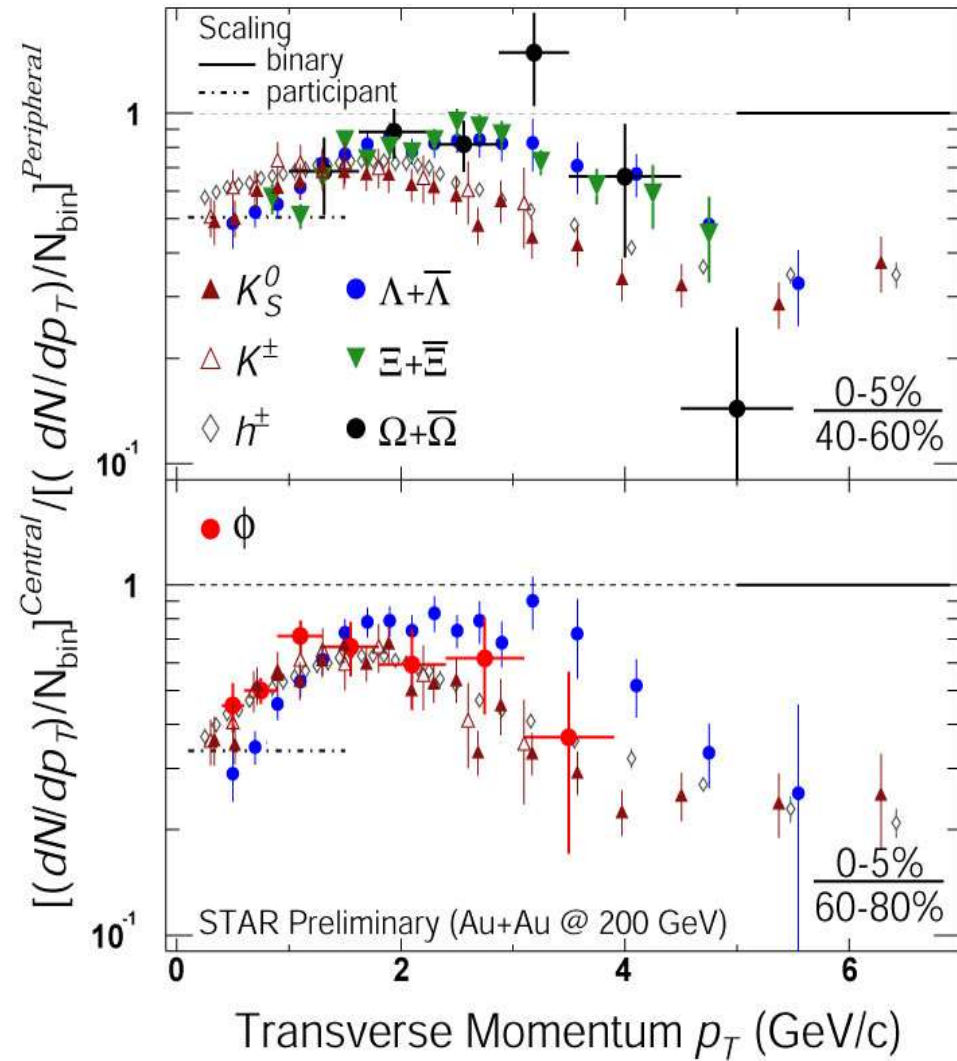 [(dN/dp_T)/N_bin]^Central/[( dN/dp_T)/N_bin]^Peripheral
Scaling
binary
participant
1
K_S^0
Λ+Λ̅
K^±
Ξ+Ξ̅
h^±
Ω+Ω̅
0-5%
40-60%
10^-1
ϕ
1
0-5%
60-80%
STAR Preliminary (Au+Au @ 200 GeV)
10^-1
0 2 4 6
Transverse Momentum p_T (GeV/c)